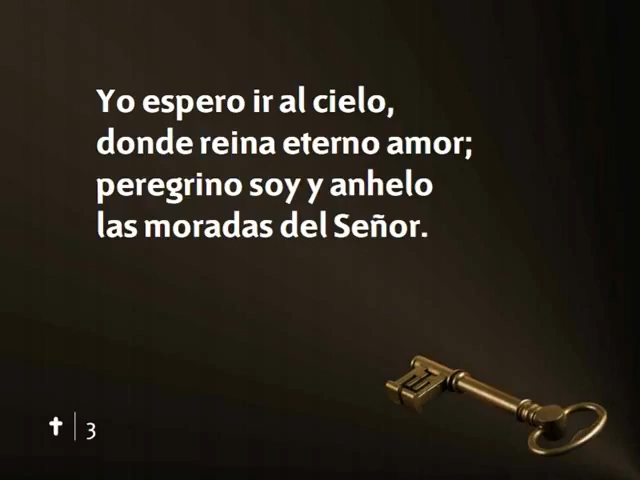 Yo espero ir al cielo,
donde reina eterno amor;
peregrino soy y anhelo
las moradas del Señor.
✝ | 3